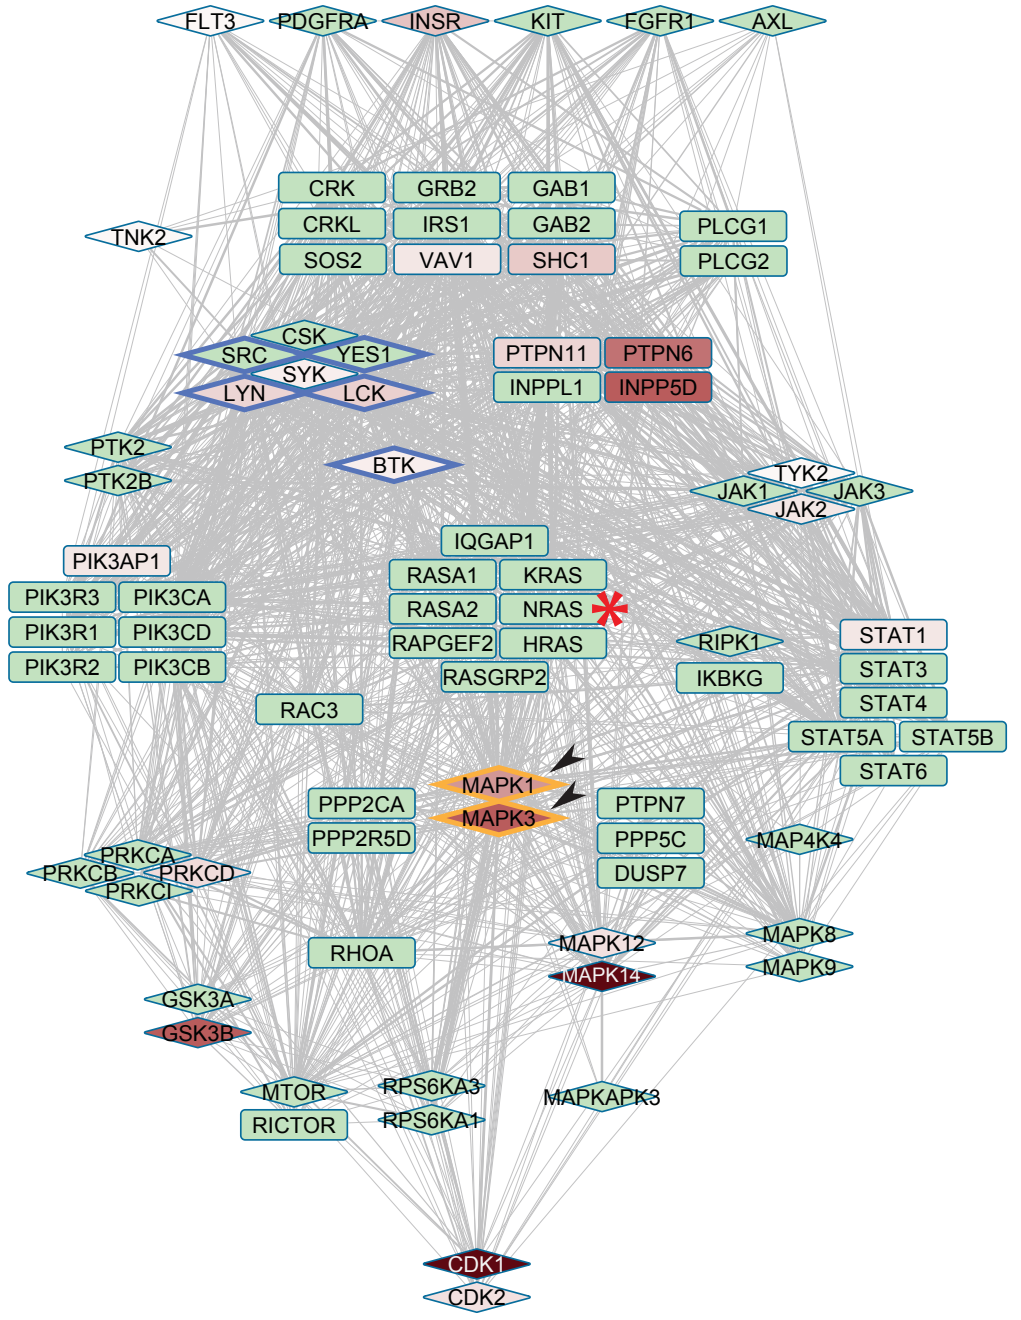 FLT3 PDGFRA INSR KIT FGFR1 AXL
CRK GRB2 GAB1
CRKL IRS1 GAB2 PLCG1
TNK2
SOS2 VAV1 SHC1 PLCG2
CSK
SRC YES1 PTPN11 PTPN6
SYK
LYN LCK INPPL1 INPP5D
PTK2
BTK
PTK2B
TYK2
JAK1 JAK3
JAK2
IQGAP1
PIK3AP1
RASA1 KRAS
PIK3R3 PIK3CA
RASA2 NRAS
PIK3R1 PIK3CD
RAPGEF2 HRAS RIPK1 STAT1
PIK3R2 PIK3CB
RASGRP2 IKBKG STAT3
RAC3 STAT4
STAT5A STAT5B
STAT6
MAPK1
PPP2CA PTPN7
MAPK3
PPP2R5D PPP5C MAP4K4
PRKCA
PRKCB PRKCD DUSP7
PRKCI
MAPK8
RHOA MAPK12
MAPK14 MAPK9
GSK3A
GSK3B
MTOR RPS6KA3 MAPKAPK3
RICTOR RPS6KA1
CDK1
CDK2